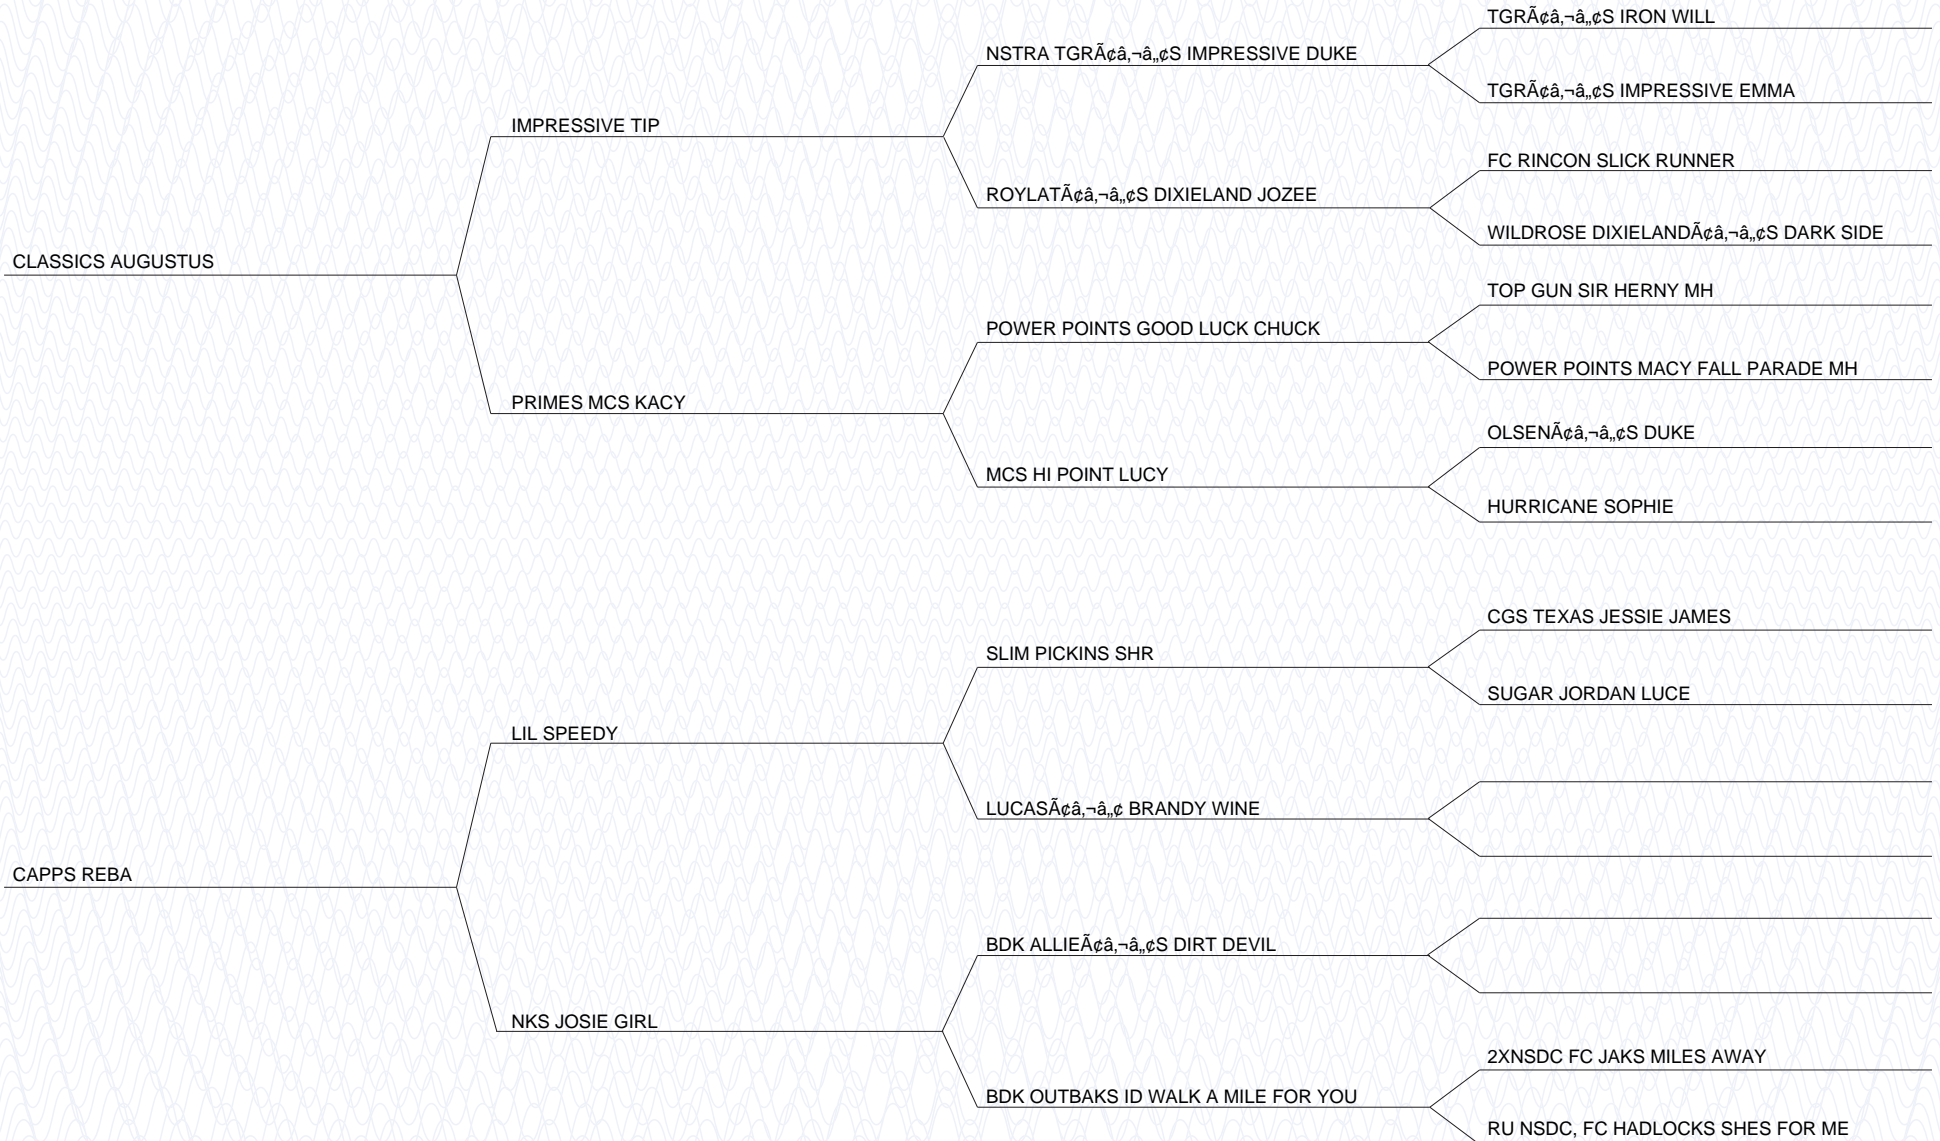 TGRÃ¢â‚¬â„¢S IRON WILL
NSTRA TGRÃ¢â‚¬â„¢S IMPRESSIVE DUKE
TGRÃ¢â‚¬â„¢S IMPRESSIVE EMMA
IMPRESSIVE TIP
FC RINCON SLICK RUNNER
ROYLATÃ¢â‚¬â„¢S DIXIELAND JOZEE
WILDROSE DIXIELANDÃ¢â‚¬â„¢S DARK SIDE
CLASSICS AUGUSTUS
TOP GUN SIR HERNY MH
POWER POINTS GOOD LUCK CHUCK
POWER POINTS MACY FALL PARADE MH
PRIMES MCS KACY
OLSENÃ¢â‚¬â„¢S DUKE
MCS HI POINT LUCY
HURRICANE SOPHIE
CGS TEXAS JESSIE JAMES
SLIM PICKINS SHR
SUGAR JORDAN LUCE
LIL SPEEDY
LUCASÃ¢â‚¬â„¢ BRANDY WINE
CAPPS REBA
BDK ALLIEÃ¢â‚¬â„¢S DIRT DEVIL
NKS JOSIE GIRL
2XNSDC FC JAKS MILES AWAY
BDK OUTBAKS ID WALK A MILE FOR YOU
RU NSDC, FC HADLOCKS SHES FOR ME